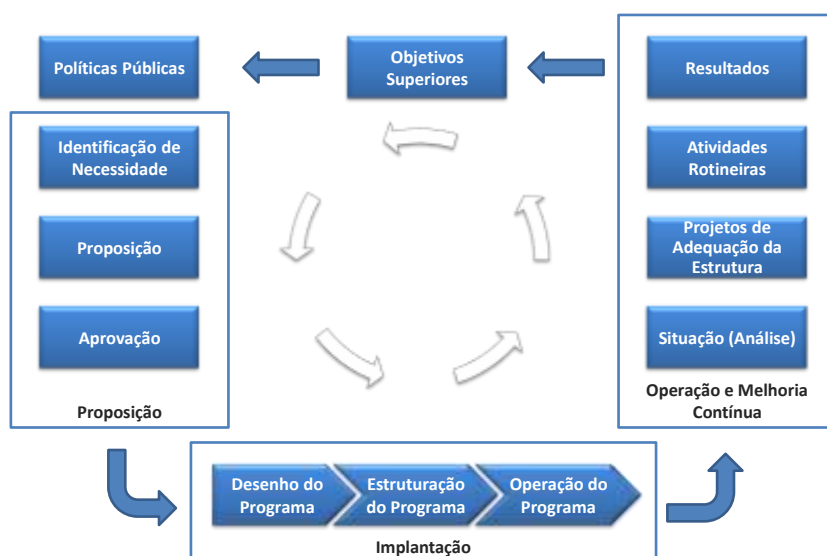 Políticas Públicas
Objetivos
Superiores
Resultados
Identificação de
Necessidade
Proposição
Aprovação
Proposição
Atividades
Rotineiras
Projetos de
Adequação da
Estrutura
Situação (Análise)
Operação e Melhoria
Contínua
Desenho do
Programa
Estruturação
do Programa
Operação do
Programa
Implantação